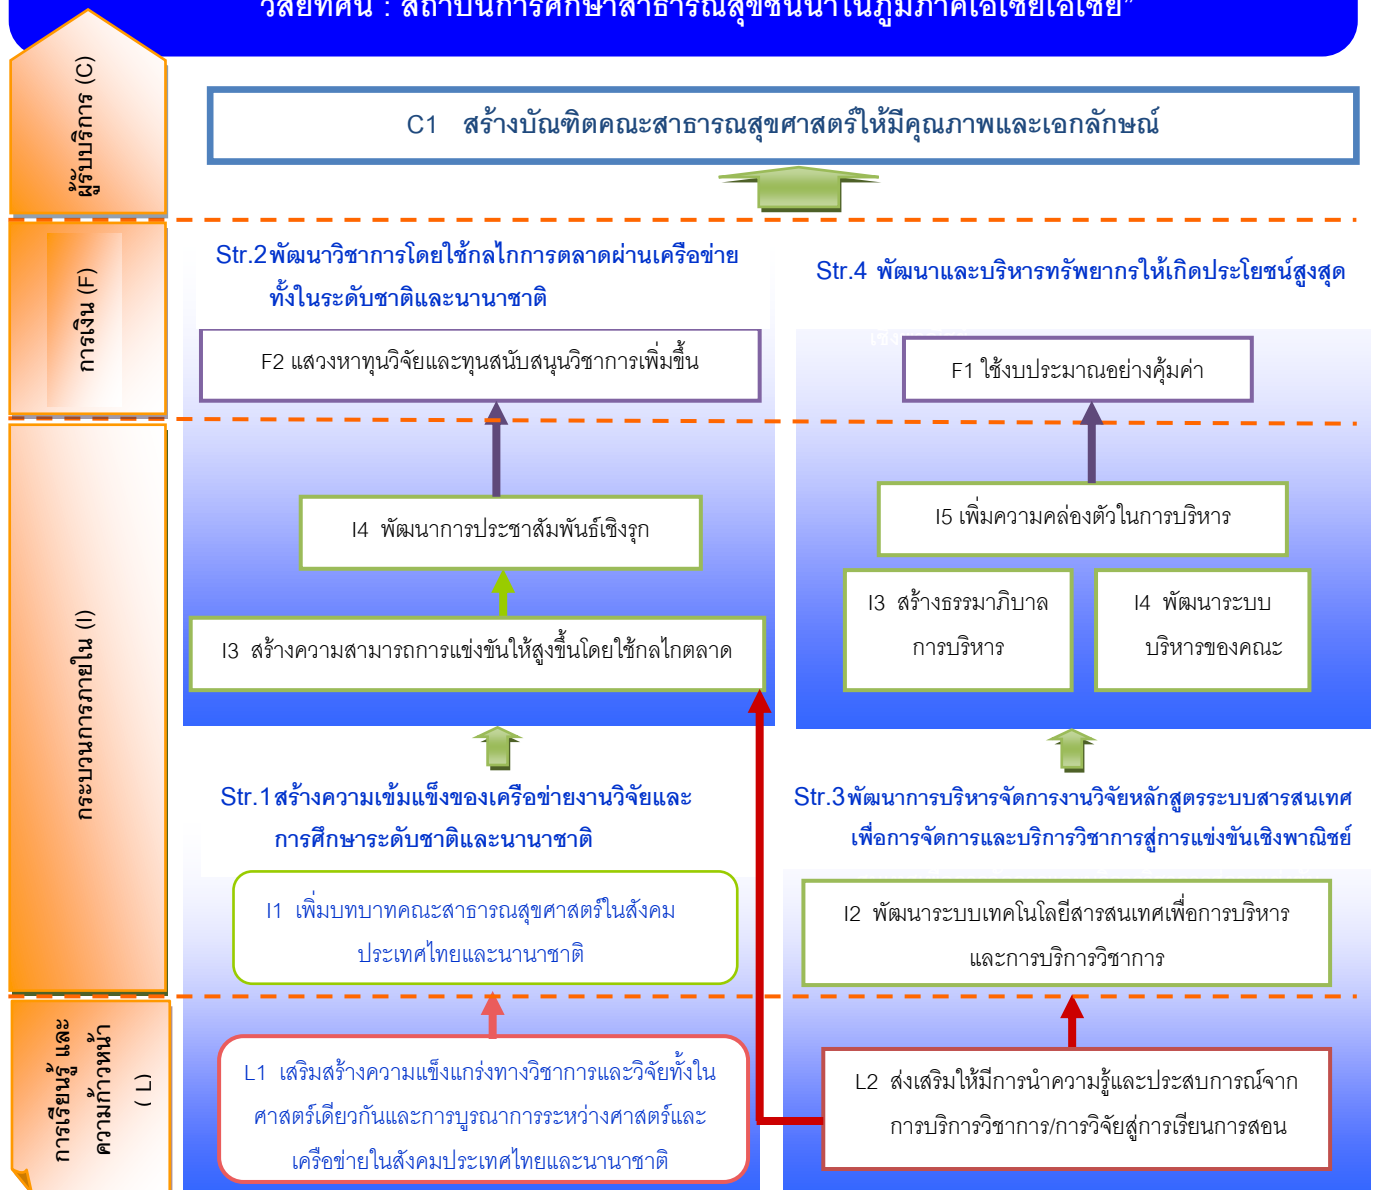 วิสัยทัศน์ : สถาบันการศึกษาสาธารณสุขชั้นนำในภูมิภาคเอเชียเอเชีย”
ผู้รับบริการ (C)
C1 สร้างบัณฑิตคณะสาธารณสุขศาสตร์ให้มีคุณภาพและเอกลักษณ์
การเงิน (F)
Str.2พัฒนาวิชาการโดยใช้กลไกการตลาดผ่านเครือข่าย
ทั้งในระดับชาติและนานาชาติ
Str.4 พัฒนาและบริหารทรัพยากรให้เกิดประโยชน์สูงสุด
F2 แสวงหาทุนวิจัยและทุนสนับสนุนวิชาการเพิ่มขึ้น
F1 ใช้งบประมาณอย่างคุ้มค่า
กระบวนการภายใน (I)
I4 พัฒนาการประชาสัมพันธ์เชิงรุก
I5 เพิ่มความคล่องตัวในการบริหาร
I3 สร้างความสามารถการแข่งขันให้สูงขึ้นโดยใช้กลไกตลาด
I3 สร้างธรรมาภิบาล
การบริหาร
I4 พัฒนาระบบ
บริหารของคณะ
Str.1สร้างความเข้มแข็งของเครือข่ายงานวิจัยและ
การศึกษาระดับชาติและนานาชาติ
Str.3พัฒนาการบริหารจัดการงานวิจัยหลักสูตรระบบสารสนเทศ
เพื่อการจัดการและบริการวิชาการสู่การแข่งขันเชิงพาณิชย์
I1 เพิ่มบทบาทคณะสาธารณสุขศาสตร์ในสังคม
ประเทศไทยและนานาชาติ
I2 พัฒนาระบบเทคโนโลยีสารสนเทศเพื่อการบริหาร
และการบริการวิชาการ
การเรียนรู้ และ
ความก้าวหน้า
( L)
L1 เสริมสร้างความแข็งแกร่งทางวิชาการและวิจัยทั้งใน
ศาสตร์เดียวกันและการบูรณาการระหว่างศาสตร์และ
เครือข่ายในสังคมประเทศไทยและนานาชาติ
L2 ส่งเสริมให้มีการนำความรู้และประสบการณ์จาก
การบริการวิชาการ/การวิจัยสู่การเรียนการสอน